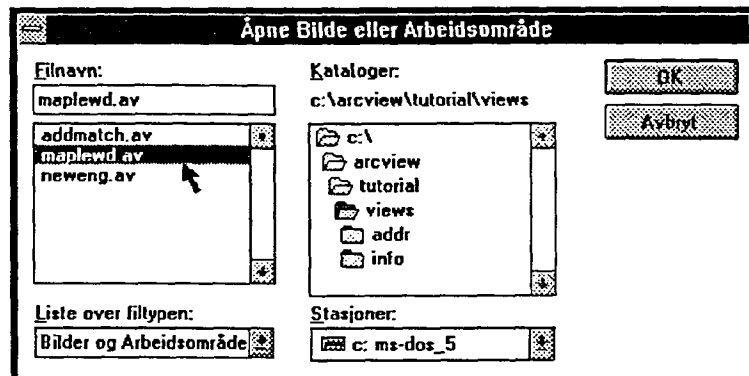 Åpne Bilde eller Arbeidsområde
Filnavn:
maplewd.av
addmatch.av
maplewd.av
neweng.av
Liste over filtypen:
Bilder og Arbeidsområde
Kataloger:
c:\arcview\tutorial\views
c:\
arcview
tutorial
views
addr
info
Stasjoner:
c: ms-dos_5
OK
Avbryt